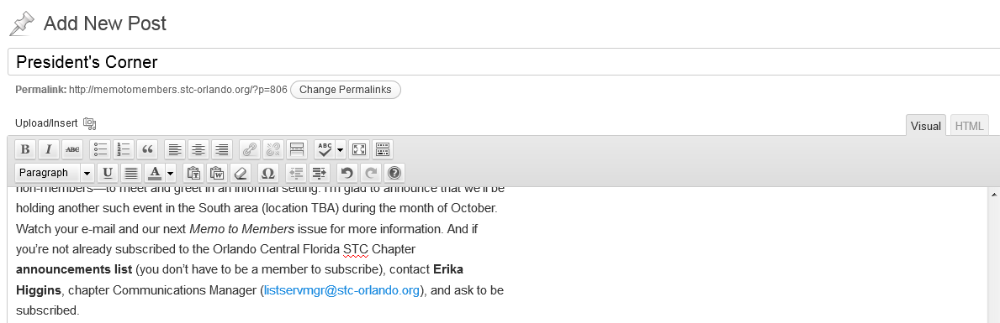 Add New Post
President's Corner
Permalink: http://memotomembers.stc-orlando.org/?p=806 Change Permalinks
Upload/Insert
Visual HTML
B I ABC 1 2 3 “ ABC
Paragraph U A T W Ω ?
non-members—to meet and greet in an informal setting. I'm glad to announce that we'll be
holding another such event in the South area (location TBA) during the month of October.
Watch your e-mail and our next Memo to Members issue for more information. And if
you're not already subscribed to the Orlando Central Florida STC Chapter
announcements list (you don't have to be a member to subscribe), contact Erika
Higgins, chapter Communications Manager (listservmgr@stc-orlando.org), and ask to be
subscribed.